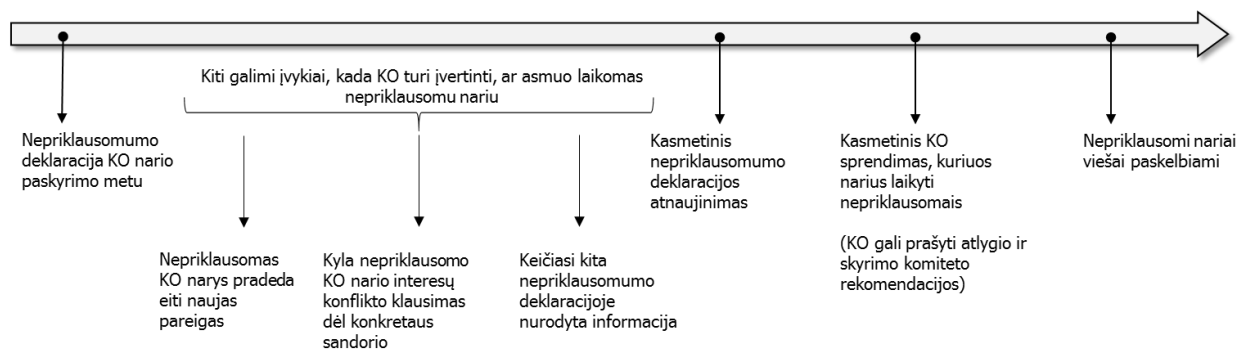 Kiti galimi įvykiai, kada KO turi įvertinti, ar asmuo laikomas
nepriklausomu nariu
Nepriklausomumo
deklaracija KO nario
paskyrimo metu
Nepriklausomas
KO narys pradeda
eiti naujas
pareigas
Kyla nepriklausomo
KO nario interesų
konflikto klausimas
dėl konkretaus
sandorio
Keičiasi kita
nepriklausomumo
deklaracijoje
nurodyta informacija
Kasmetinis
nepriklausomumo
deklaracijos
atnaujinimas
Kasmetinis KO
sprendimas, kuriuos
narius laikyti
nepriklausomais
(KO gali prašyti atlygio ir
skyrimo komiteto
rekomendacijos)
Nepriklausomi nariai
viešai paskelbiami